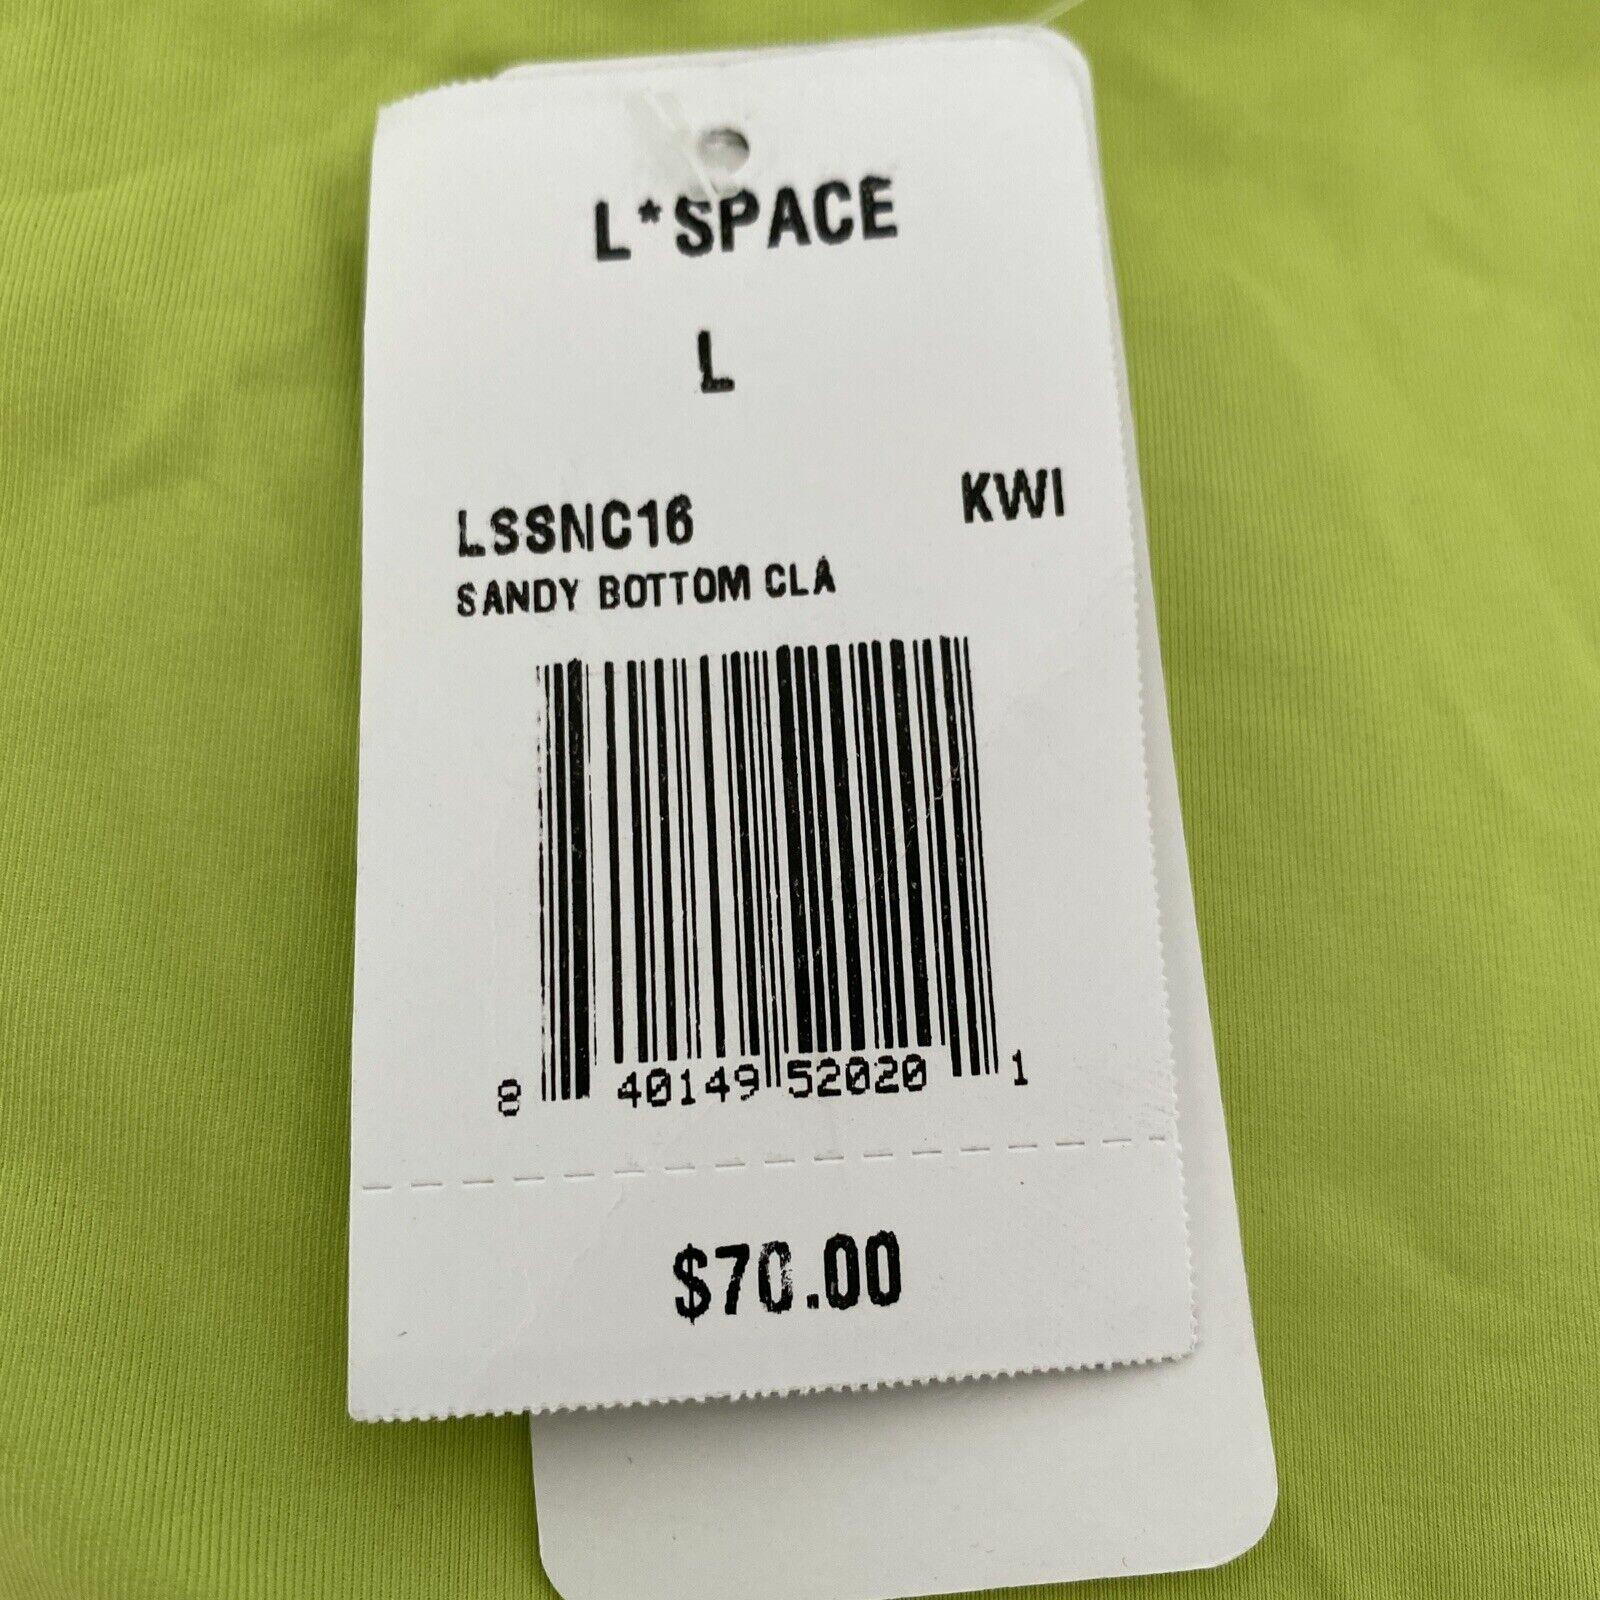 L*SPACE
L
LSSNC16 KWI
SANDY BOTTOM CLA
8 40149 52020 1
$70.00